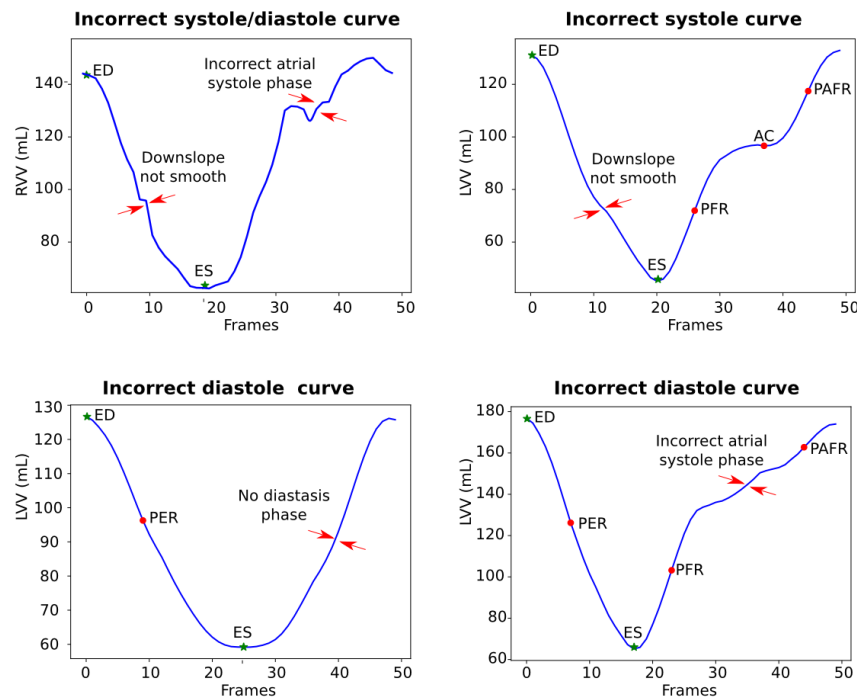 Incorrect systole/diastole curve
RVV (mL)
140
120
100
80
ED
Incorrect atrial
systole phase
Downslope
not smooth
ES
0 10 20 30 40 50
Frames
Incorrect systole curve
LVV (mL)
120
100
80
60
ED
PAFR
AC
Downslope
not smooth
PFR
ES
0 10 20 30 40 50
Frames
Incorrect diastole curve
LVV (mL)
130
120
110
100
90
80
70
60
ED
PER
No diastasis
phase
ES
0 10 20 30 40 50
Frames
Incorrect diastole curve
LVV (mL)
180
160
140
120
100
80
60
ED
Incorrect atrial
systole phase
PAFR
PER
PFR
ES
0 10 20 30 40 50
Frames